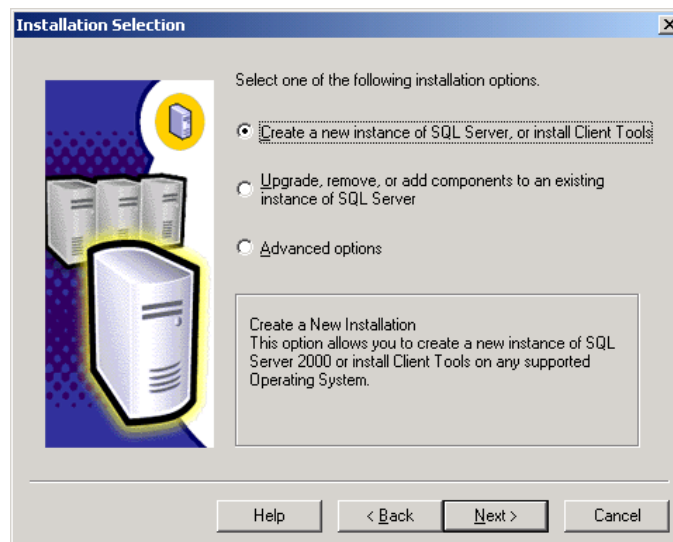 Installation Selection
Select one of the following installation options.
Create a new instance of SQL Server, or install Client Tools
Upgrade, remove, or add components to an existing
instance of SQL Server
Advanced options
Create a New Installation
This option allows you to create a new instance of SQL
Server 2000 or install Client Tools on any supported
Operating System.
Help
< Back
Next >
Cancel